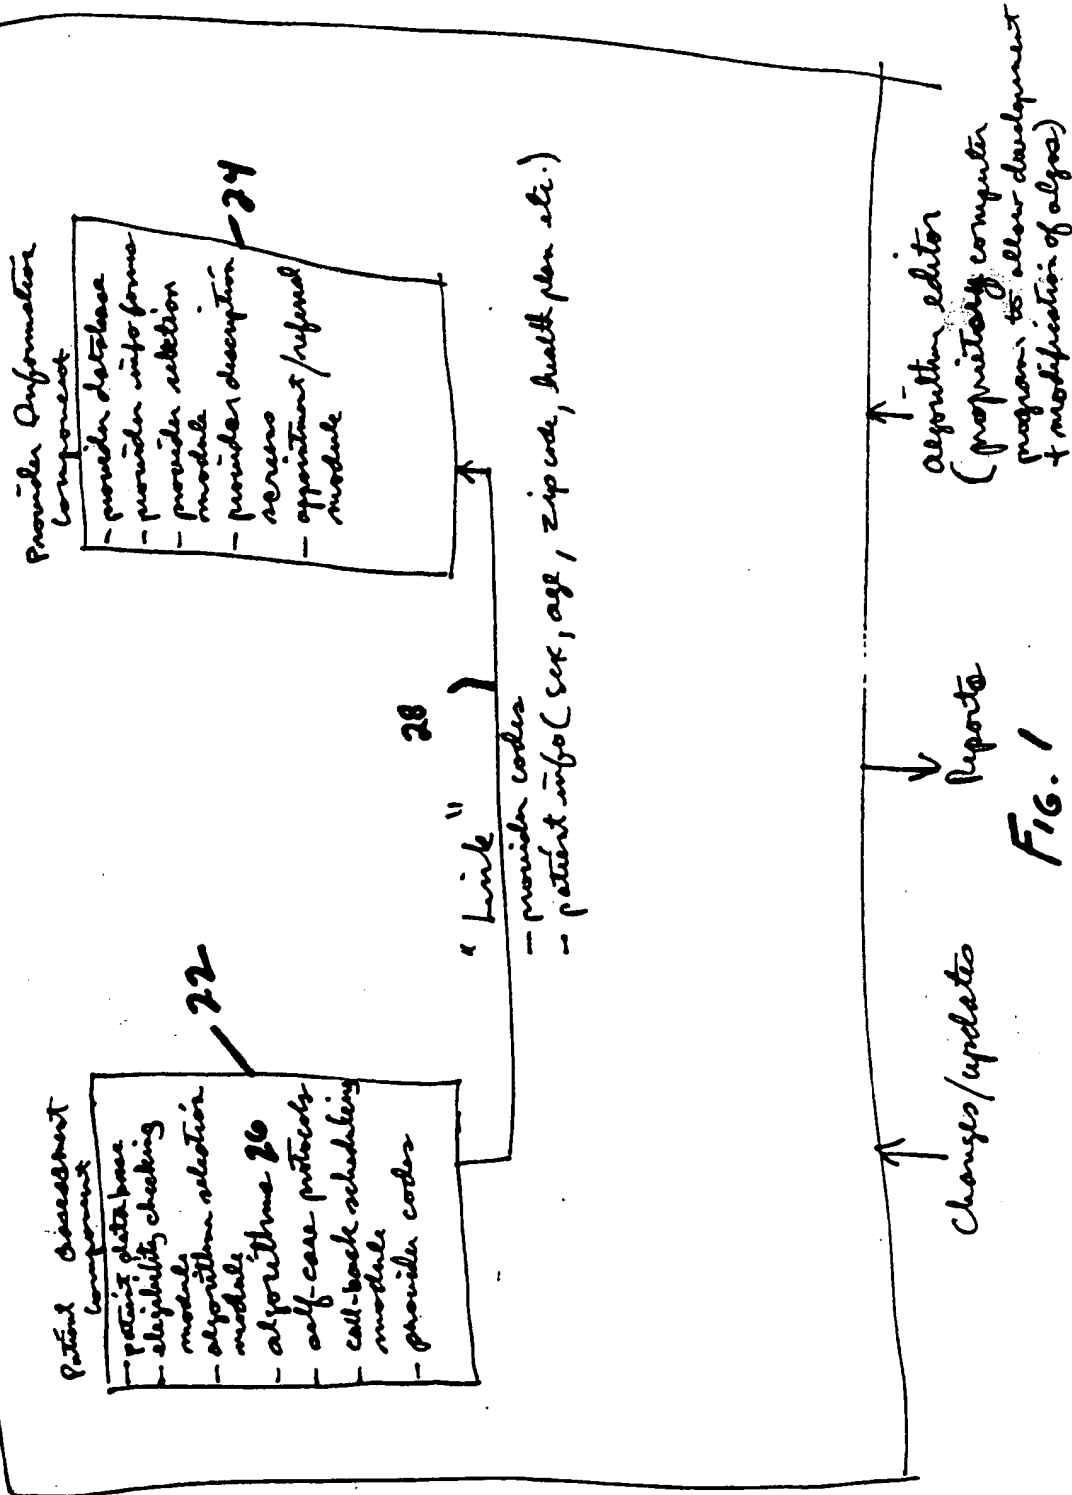 Patient assessment
component
- patient data base
- eligibility checking
module
- algorithm selection
module
- algorithms 26
- self-care protocols
- call-back scheduling
module
- provider codes
22
Provider Information
component
- provider database
- provider info forms
- provider selection
module
- provider description
screens
- appointment/referral
module
24
28
"Link"
- provider codes
- patient info (sex, age, zip code, health plan etc.)
Changes/updates
Reports
algorithm editor
(proprietary computer
program to allow development
+ modification of algos)
FIG. 1